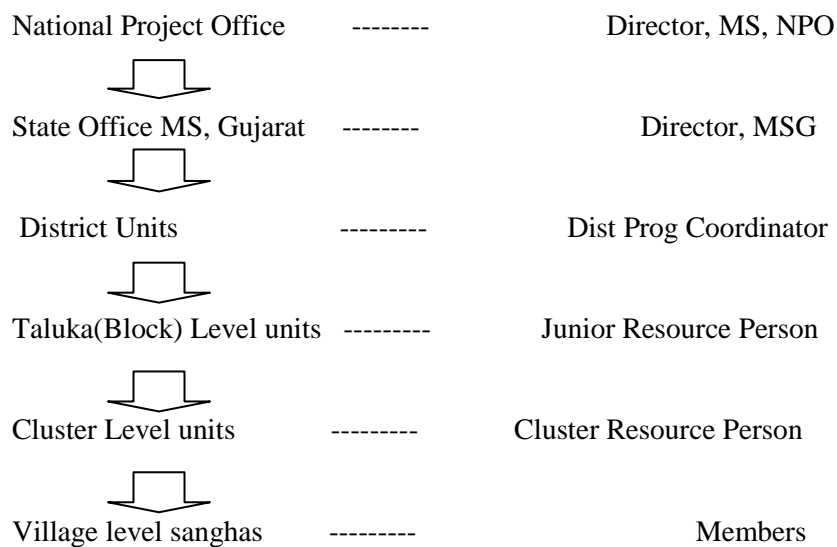 National Project Office -------- Director, MS, NPO
State Office MS, Gujarat -------- Director, MSG
District Units --------- Dist Prog Coordinator
Taluka(Block) Level units --------- Junior Resource Person
Cluster Level units --------- Cluster Resource Person
Village level sanghas --------- Members